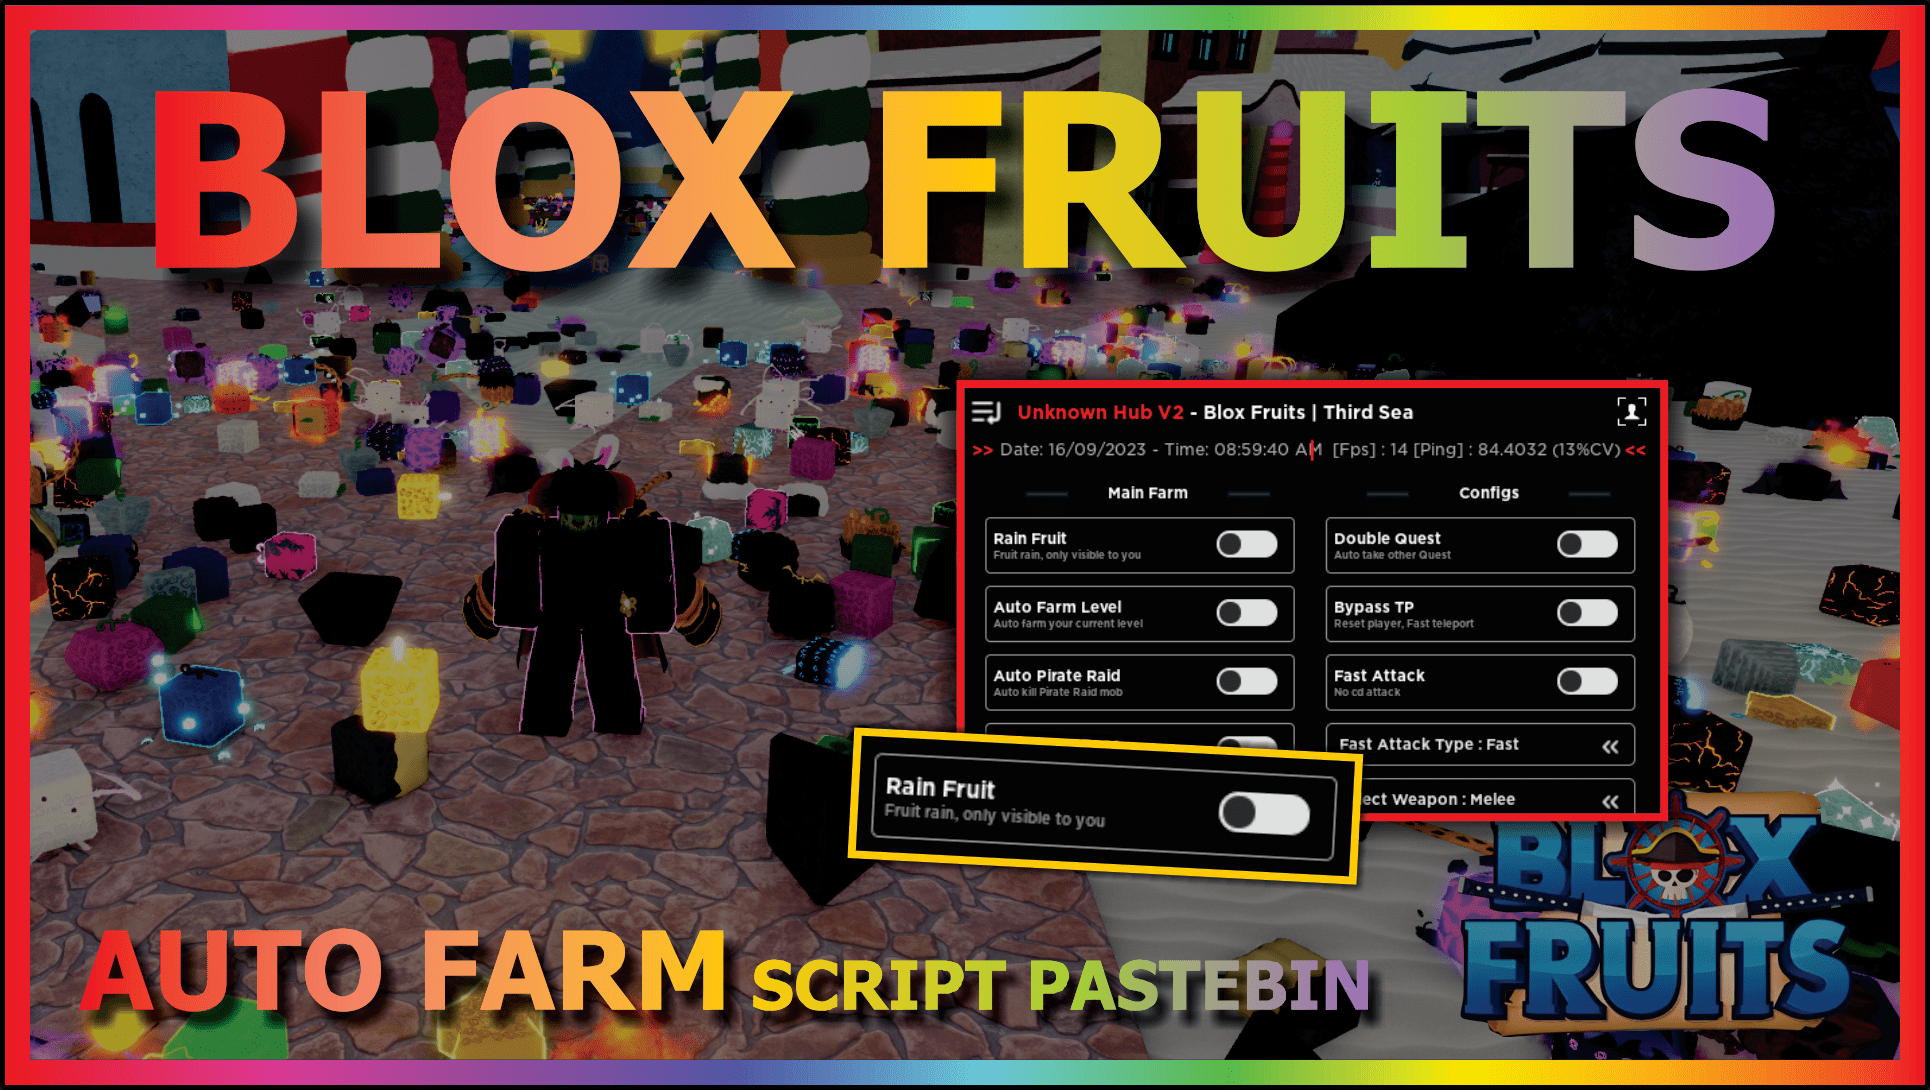 BLOX FRUITS
Unknown Hub V2 - Blox Fruits | Third Sea
>> Date: 16/09/2023 - Time: 08:59:40 AM [Fps] : 14 [Ping] : 84.4032 (13%CV) <<
Main Farm
Rain Fruit
Fruit rain, only visible to you
Auto Farm Level
Auto farm your current level
Auto Pirate Raid
Auto kill Pirate Raid mob
Configs
Double Quest
Auto take other Quest
Bypass TP
Reset player, Fast teleport
Fast Attack
No cd attack
Fast Attack Type : Fast
Weapon : Melee
Rain Fruit
Fruit rain, only visible to you
AUTO FARM SCRIPT PASTEBIN
BLOX
FRUITS